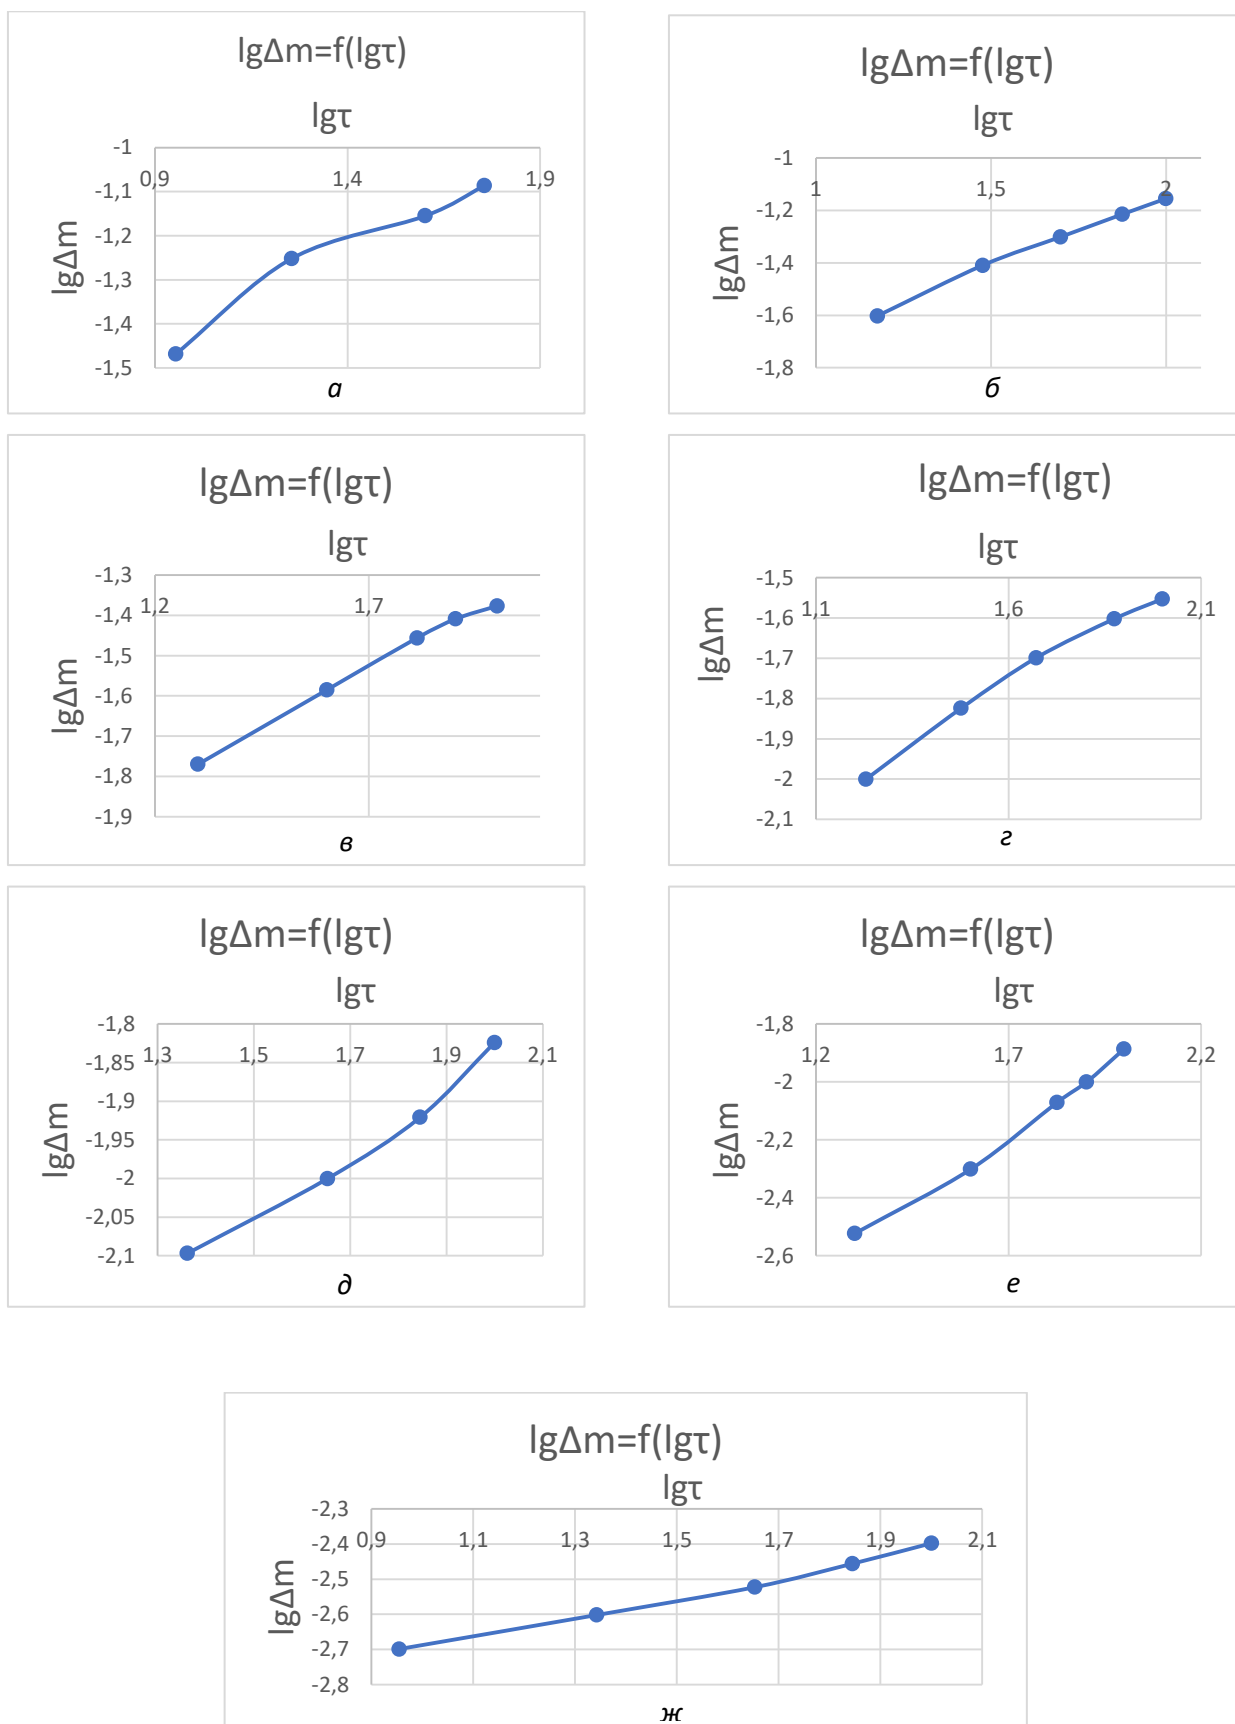 lgΔm=f(lgτ)
lgτ
-1
0,9 1,4 1,9
-1,1
-1,2
-1,3
-1,4
-1,5
lgΔm
а
lgΔm=f(lgτ)
lgτ
-1
1 1,5 2
-1,2
-1,4
-1,6
-1,8
lgΔm
б
lgΔm=f(lgτ)
lgτ
-1,3
1,2 1,7
-1,4
-1,5
-1,6
-1,7
-1,8
-1,9
lgΔm
в
lgΔm=f(lgτ)
lgτ
-1,5
1,1 1,6 2,1
-1,6
-1,7
-1,8
-1,9
-2
-2,1
lgΔm
г
lgΔm=f(lgτ)
lgτ
-1,8
1,3 1,5 1,7 1,9 2,1
-1,85
-1,9
-1,95
-2
-2,05
-2,1
lgΔm
д
lgΔm=f(lgτ)
lgτ
-1,8
1,2 1,7 2,2
-2
-2,2
-2,4
-2,6
lgΔm
е
lgΔm=f(lgτ)
lgτ
-2,3
0,9 1,1 1,3 1,5 1,7 1,9 2,1
-2,4
-2,5
-2,6
-2,7
-2,8
lgΔm
ж